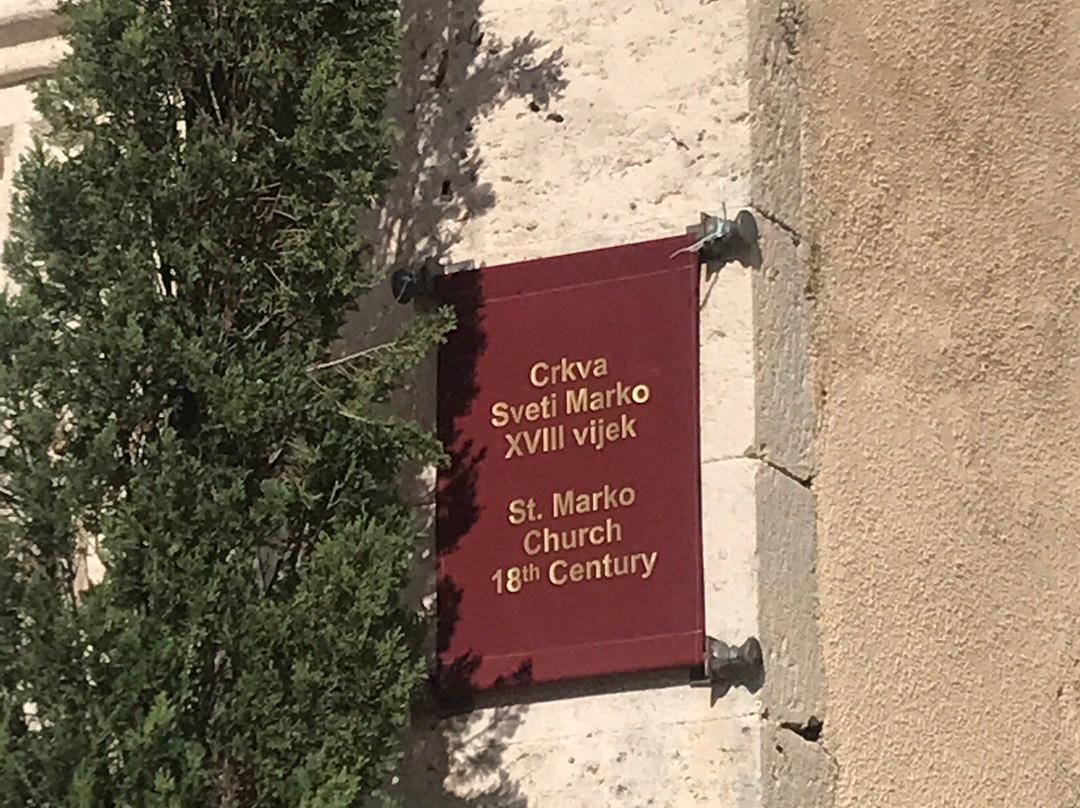 Crkva
Sveti Marko
XVIII vijek
St. Marko
Church
18th Century